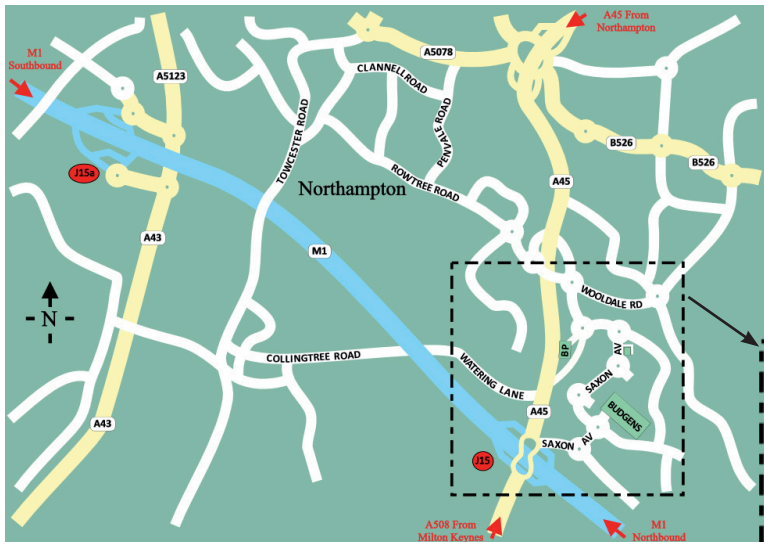 A45 From
Northampton
M1
Southbound
A5078
A5123
CLANNELL ROAD
TOWCESTER ROAD
PENVALE ROAD
B526
B526
J15a
ROWTREE ROAD
Northampton
A45
A43
M1
WOOLDALE RD
N
BP
AV
COLLINGTREE ROAD
WATERING LANE
SAXON
A45
BUDGENS
A43
SAXON
AV
J15
A508 From
Milton Keynes
M1
Northbound